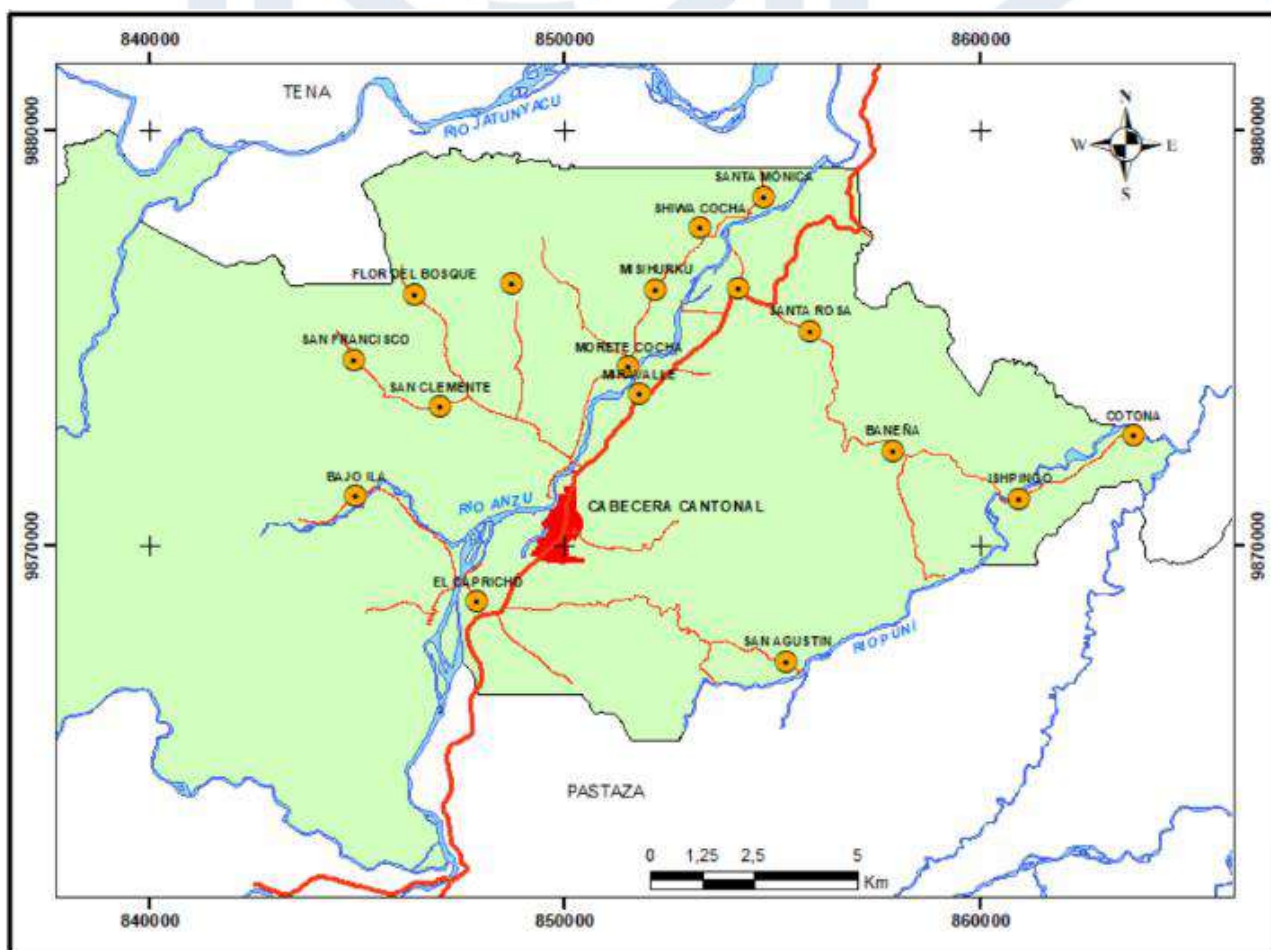 840000
850000
860000
TENA
RIO JATUNYACU
N
W
E
S
9880000
9880000
SANTA MÓNICA
SHIWA COCHA
MISIHURKU
FLOR DEL BOSQUE
SANTA ROSA
SAN FRANCISCO
MORETE COCHA
MIRAVALLE
SAN CLEMENTE
COTONA
BANEÑA
BAJO ILA
ISHPINGO
RÍO ANZU
CABECERA CANTONAL
9870000
9870000
EL CAPRICHO
SAN AGUSTIN
RIO PUNI
PASTAZA
0 1,25 2,5 5
Km
840000
850000
860000